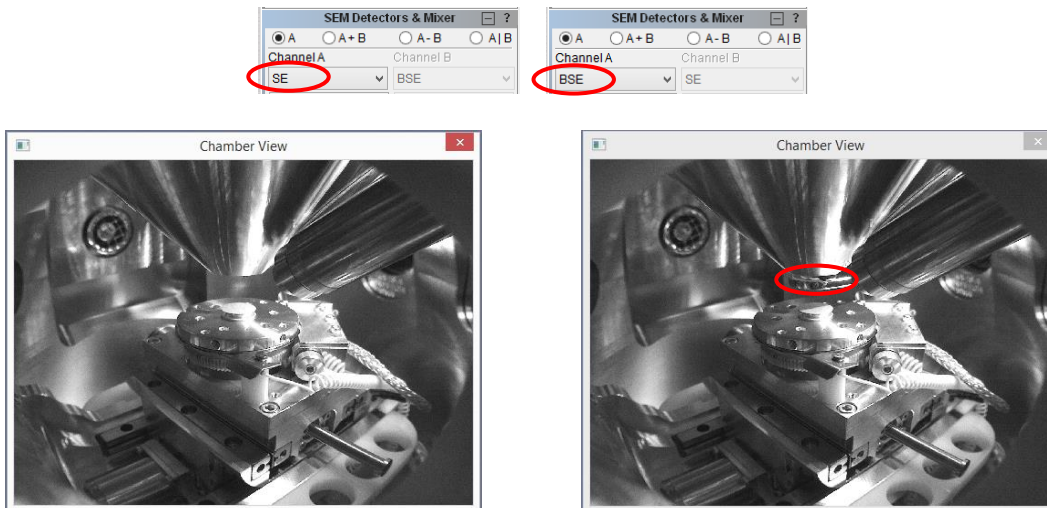 SEM Detectors & Mixer ?
A A + B A - B A | B
Channel A Channel B
SE BSE
SEM Detectors & Mixer ?
A A + B A - B A | B
Channel A Channel B
BSE SE
Chamber View
Chamber View